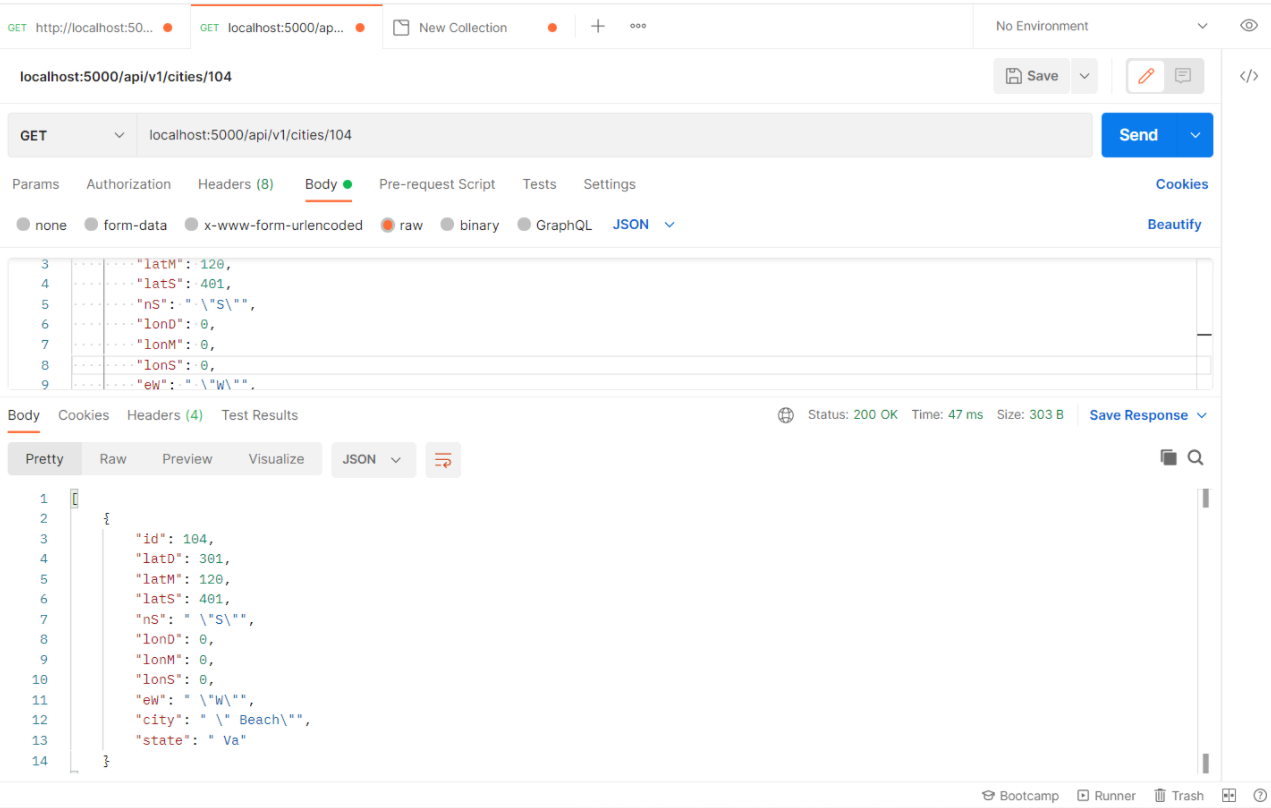 GET http://localhost:50... GET localhost:5000/ap... New Collection No Environment
localhost:5000/api/v1/cities/104 Save
GET localhost:5000/api/v1/cities/104 Send
Params Authorization Headers (8) Body Pre-request Script Tests Settings Cookies
none form-data x-www-form-urlencoded raw binary GraphQL JSON Beautify
3 "latM": 120,
4 "latS": 401,
5 "nS": " \"S\"",
6 "lonD": 0,
7 "lonM": 0,
8 "lonS": 0,
9 "eW": " \"W\"",
Body Cookies Headers (4) Test Results Status: 200 OK Time: 47 ms Size: 303 B Save Response
Pretty Raw Preview Visualize JSON
1 [
2 {
3 "id": 104,
4 "latD": 301,
5 "latM": 120,
6 "latS": 401,
7 "nS": " \"S\"",
8 "lonD": 0,
9 "lonM": 0,
10 "lonS": 0,
11 "eW": " \"W\"",
12 "city": " \" Beach\"",
13 "state": " Va"
14 }
Bootcamp Runner Trash